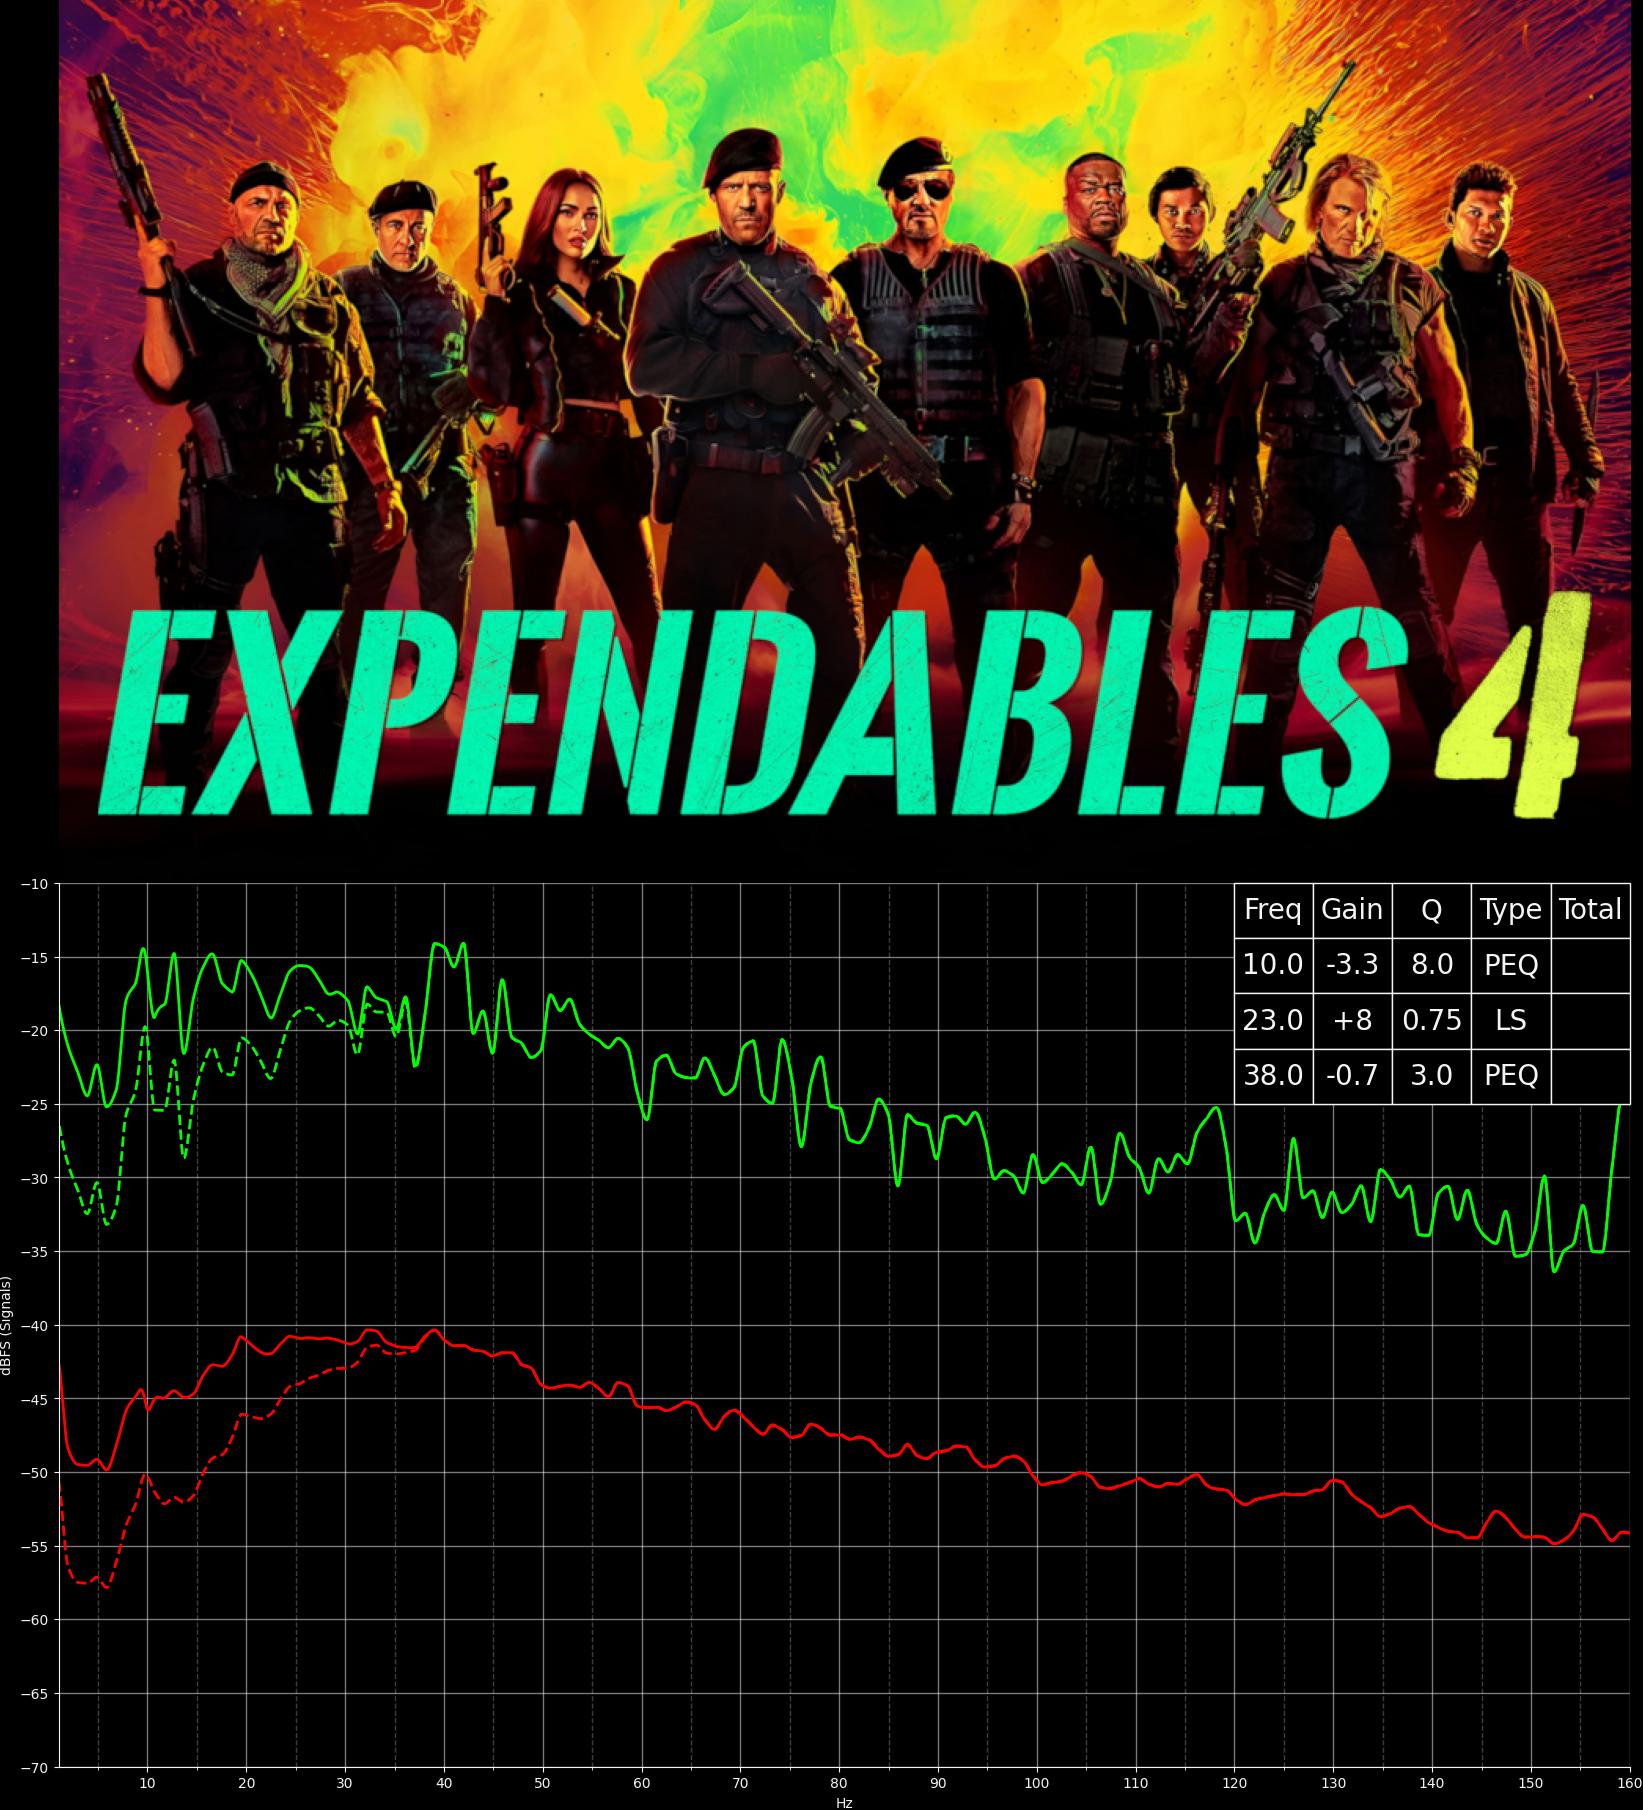 EXPENDABLES 4
Freq Gain Q Type Total
10.0 -3.3 8.0 PEQ
23.0 +8 0.75 LS
38.0 -0.7 3.0 PEQ
−10
−15
−20
−25
−30
−35
−40
−45
−50
−55
−60
−65
−70
dBFS (Signals)
10 20 30 40 50 60 70 80 90 100 110 120 130 140 150 160
Hz